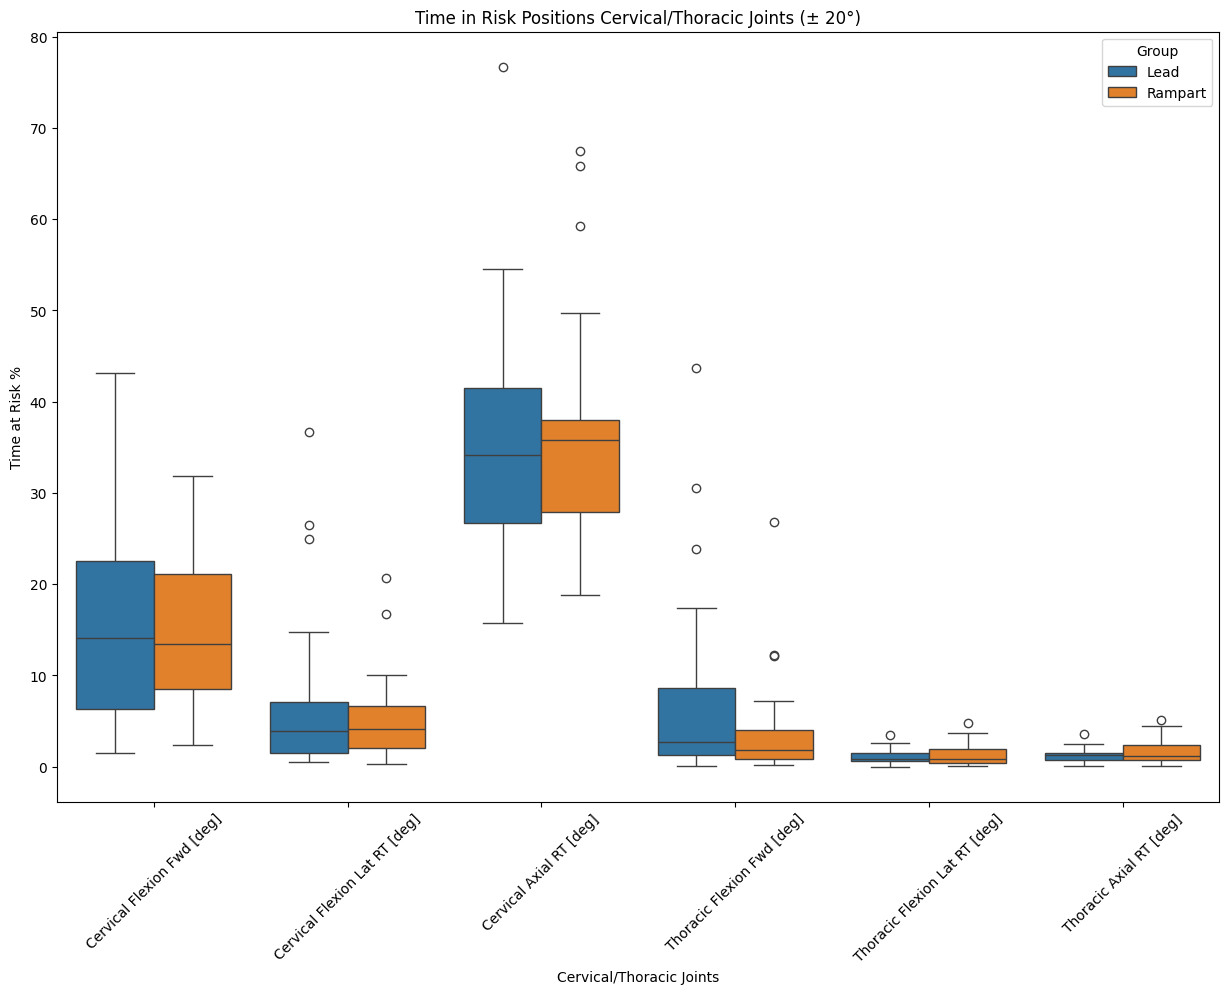 Time in Risk Positions Cervical/Thoracic Joints (± 20°)
Group
Lead
Rampart
Time at Risk %
80
70
60
50
40
30
20
10
0
Cervical Flexion Fwd [deg]
Cervical Flexion Lat RT [deg]
Cervical Axial RT [deg]
Thoracic Flexion Fwd [deg]
Thoracic Flexion Lat RT [deg]
Thoracic Axial RT [deg]
Cervical/Thoracic Joints